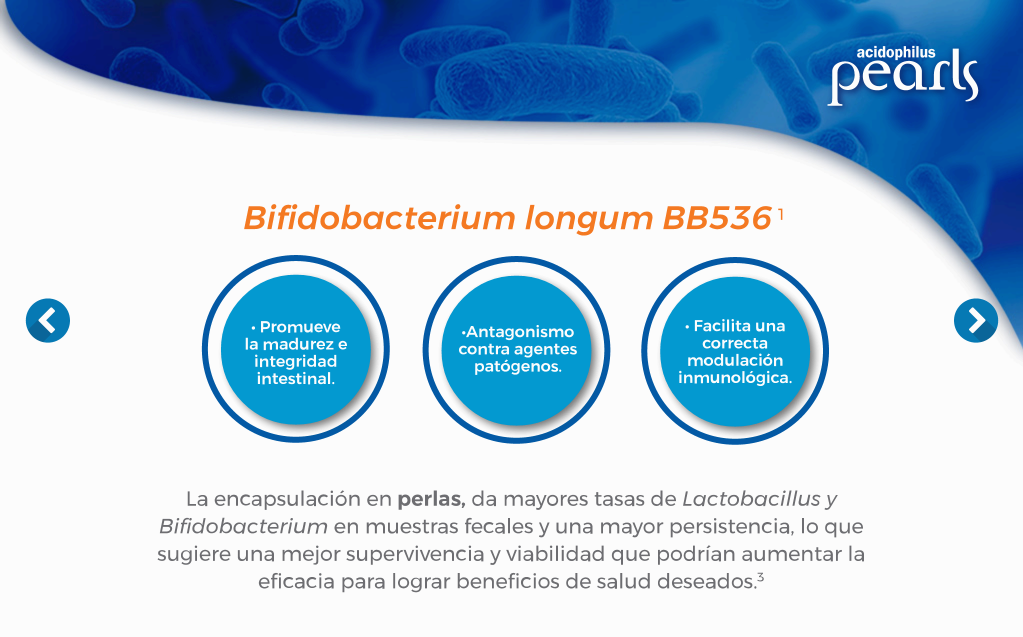 acidophilus
pearls
Bifidobacterium longum BB536 ¹
• Promueve
la madurez e
integridad
intestinal.
•Antagonismo
contra agentes
patógenos.
• Facilita una
correcta
modulación
inmunológica.
La encapsulación en perlas, da mayores tasas de Lactobacillus y
Bifidobacterium en muestras fecales y una mayor persistencia, lo que
sugiere una mejor supervivencia y viabilidad que podrían aumentar la
eficacia para lograr beneficios de salud deseados.³